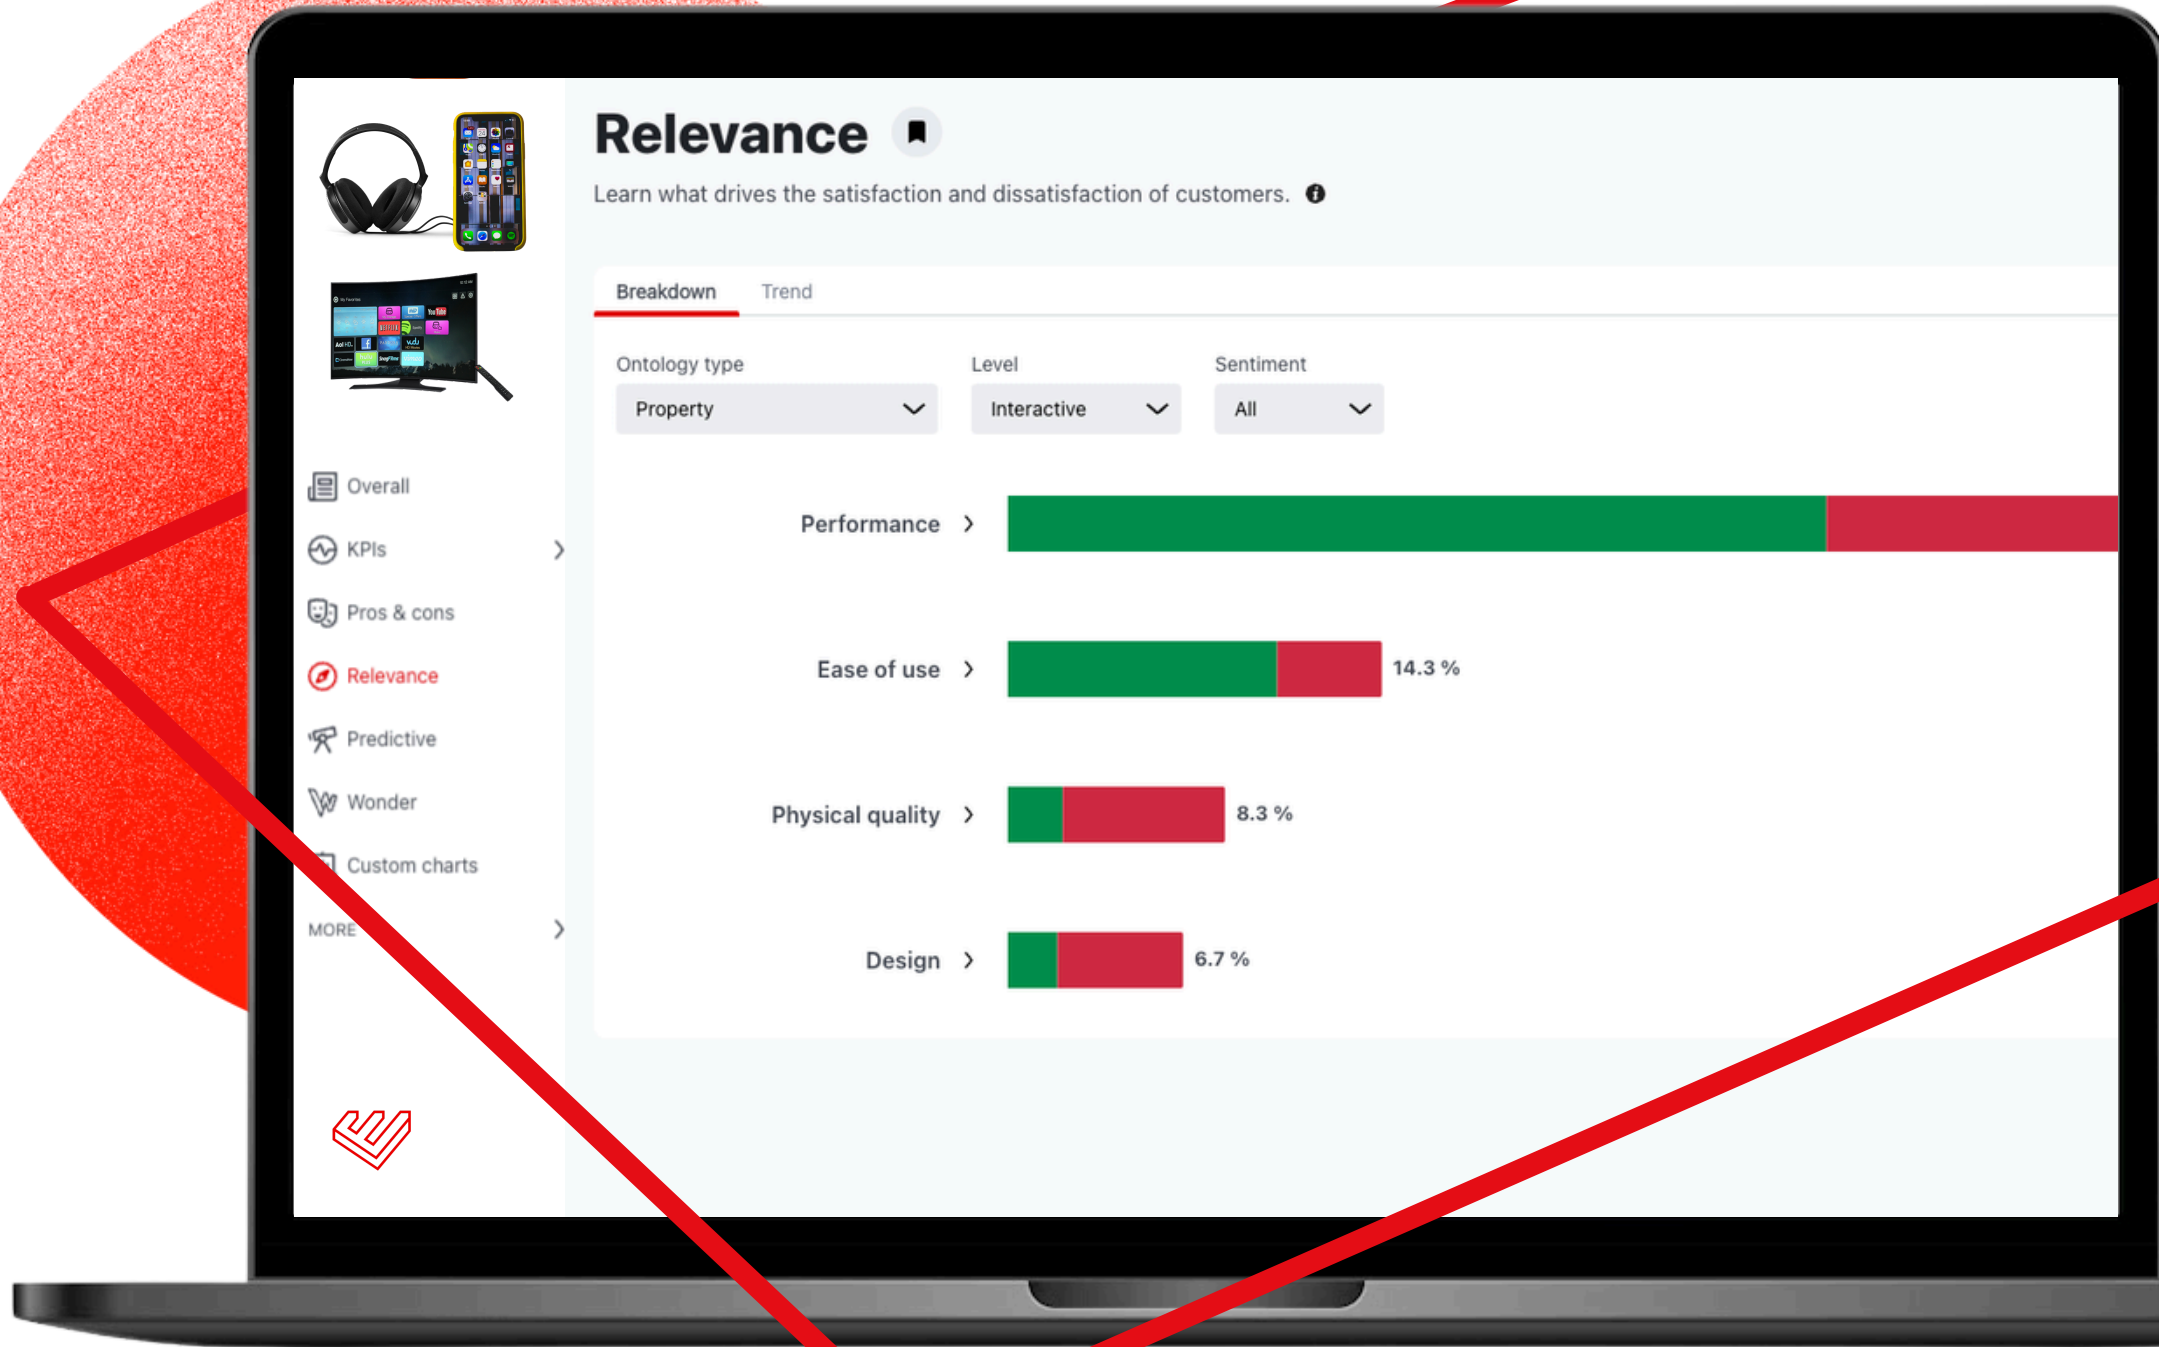 Relevance
Learn what drives the satisfaction and dissatisfaction of customers.
Breakdown
Trend
Ontology type
Level
Sentiment
Property
Interactive
All
Overall
KPIs
Pros & cons
Relevance
Predictive
Wonder
Custom charts
MORE
Performance
Ease of use
14.3 %
Physical quality
8.3 %
Design
6.7 %